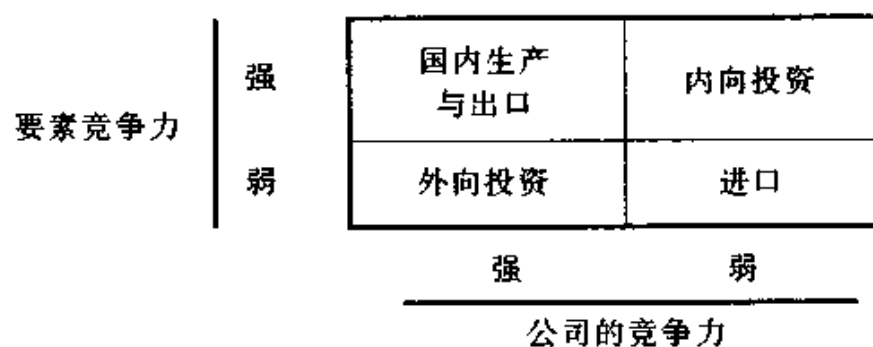 强
国内生产
与出口
内向投资
要素竞争力
弱
外向投资
进口
强
弱
公司的竞争力